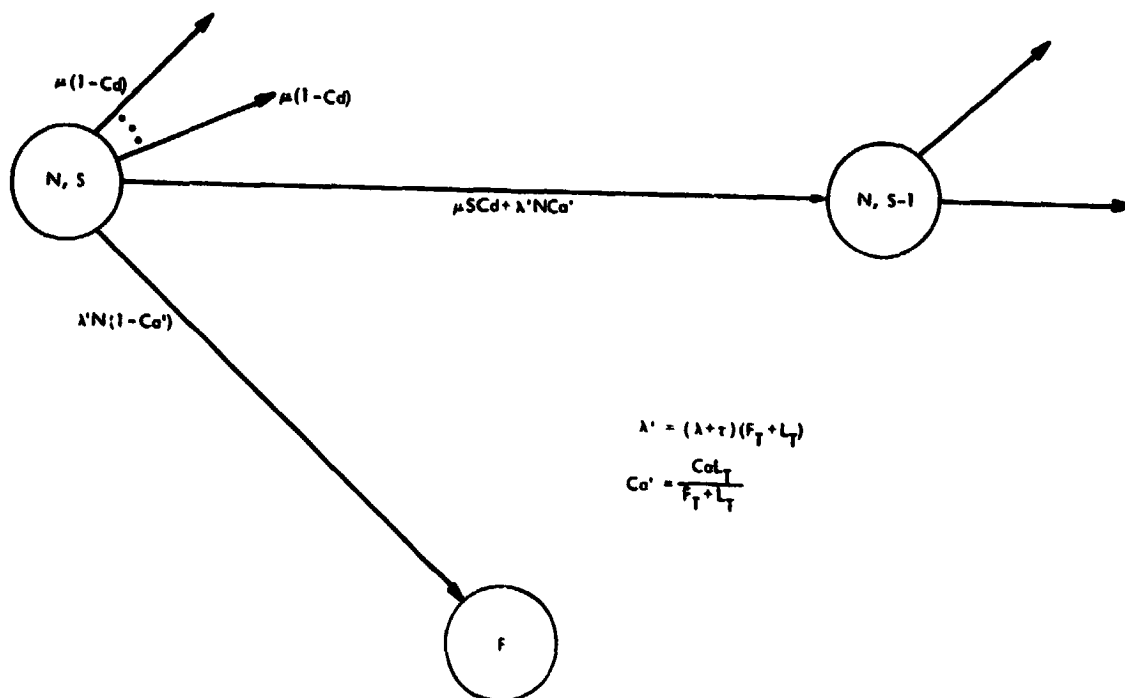 μ(1-Cd)
μ(1-Cd)
N, S
N, S-1
μSCd+λ'NCa'
λ'N(1-Ca')
λ' = (λ+τ)(F_T+L_T)
Ca' = CaL_T / F_T+L_T
F